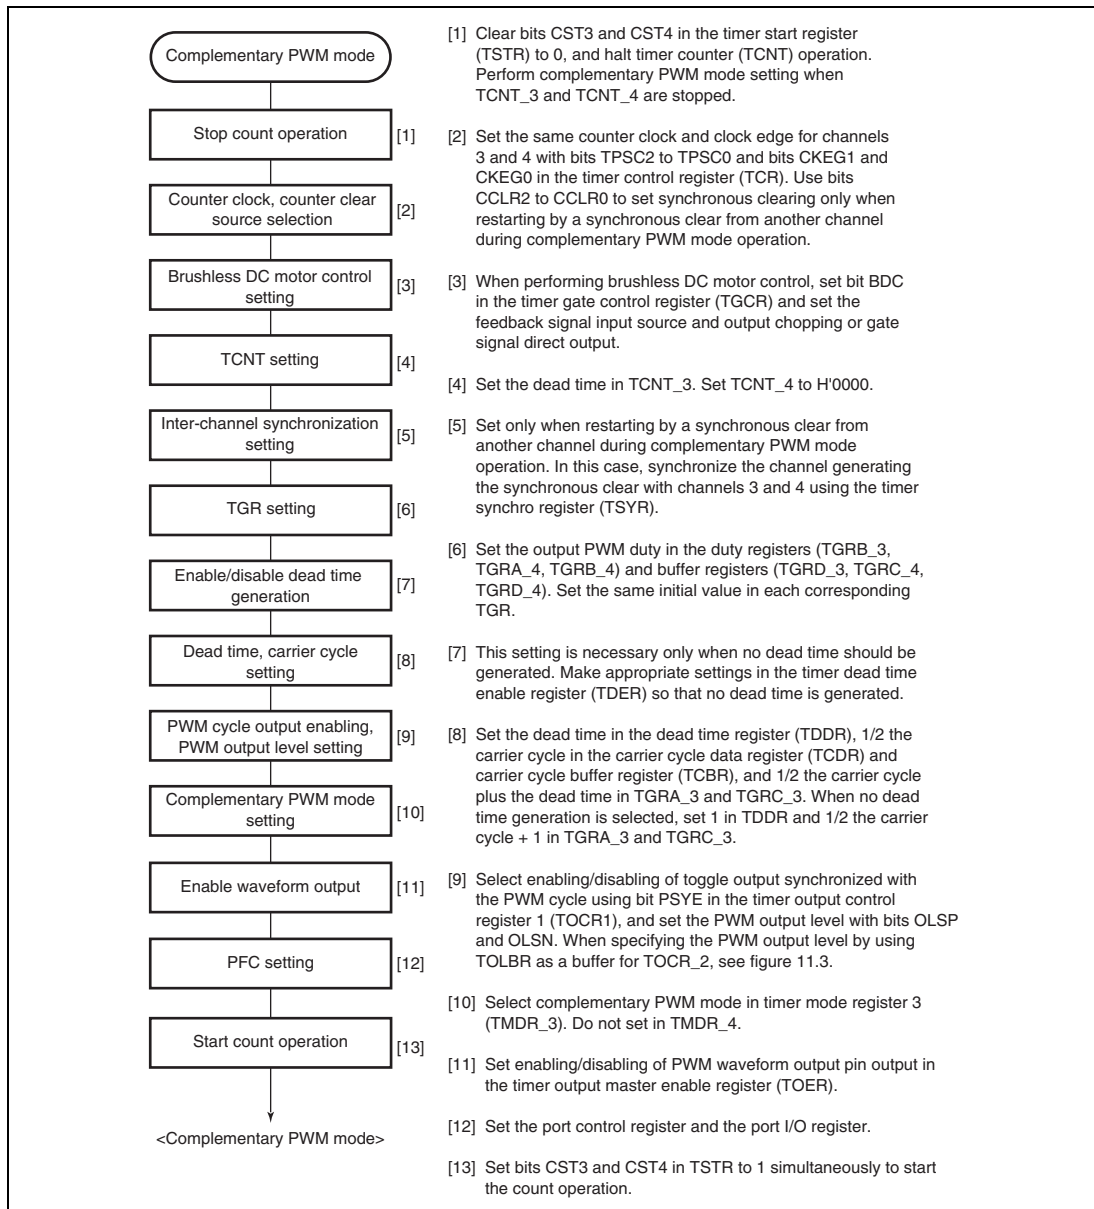 Complementary PWM mode
Stop count operation
[1]
Counter clock, counter clear
source selection
[2]
Brushless DC motor control
setting
[3]
TCNT setting
[4]
Inter-channel synchronization
setting
[5]
TGR setting
[6]
Enable/disable dead time
generation
[7]
Dead time, carrier cycle
setting
[8]
PWM cycle output enabling,
PWM output level setting
[9]
Complementary PWM mode
setting
[10]
Enable waveform output
[11]
PFC setting
[12]
Start count operation
[13]
<Complementary PWM mode>
[1] Clear bits CST3 and CST4 in the timer start register
(TSTR) to 0, and halt timer counter (TCNT) operation.
Perform complementary PWM mode setting when
TCNT_3 and TCNT_4 are stopped.
[2] Set the same counter clock and clock edge for channels
3 and 4 with bits TPSC2 to TPSC0 and bits CKEG1 and
CKEG0 in the timer control register (TCR). Use bits
CCLR2 to CCLR0 to set synchronous clearing only when
restarting by a synchronous clear from another channel
during complementary PWM mode operation.
[3] When performing brushless DC motor control, set bit BDC
in the timer gate control register (TGCR) and set the
feedback signal input source and output chopping or gate
signal direct output.
[4] Set the dead time in TCNT_3. Set TCNT_4 to H'0000.
[5] Set only when restarting by a synchronous clear from
another channel during complementary PWM mode
operation. In this case, synchronize the channel generating
the synchronous clear with channels 3 and 4 using the timer
synchro register (TSYR).
[6] Set the output PWM duty in the duty registers (TGRB_3,
TGRA_4, TGRB_4) and buffer registers (TGRD_3, TGRC_4,
TGRD_4). Set the same initial value in each corresponding
TGR.
[7] This setting is necessary only when no dead time should be
generated. Make appropriate settings in the timer dead time
enable register (TDER) so that no dead time is generated.
[8] Set the dead time in the dead time register (TDDR), 1/2 the
carrier cycle in the carrier cycle data register (TCDR) and
carrier cycle buffer register (TCBR), and 1/2 the carrier cycle
plus the dead time in TGRA_3 and TGRC_3. When no dead
time generation is selected, set 1 in TDDR and 1/2 the carrier
cycle + 1 in TGRA_3 and TGRC_3.
[9] Select enabling/disabling of toggle output synchronized with
the PWM cycle using bit PSYE in the timer output control
register 1 (TOCR1), and set the PWM output level with bits OLSP
and OLSN. When specifying the PWM output level by using
TOLBR as a buffer for TOCR_2, see figure 11.3.
[10] Select complementary PWM mode in timer mode register 3
(TMDR_3). Do not set in TMDR_4.
[11] Set enabling/disabling of PWM waveform output pin output in
the timer output master enable register (TOER).
[12] Set the port control register and the port I/O register.
[13] Set bits CST3 and CST4 in TSTR to 1 simultaneously to start
the count operation.